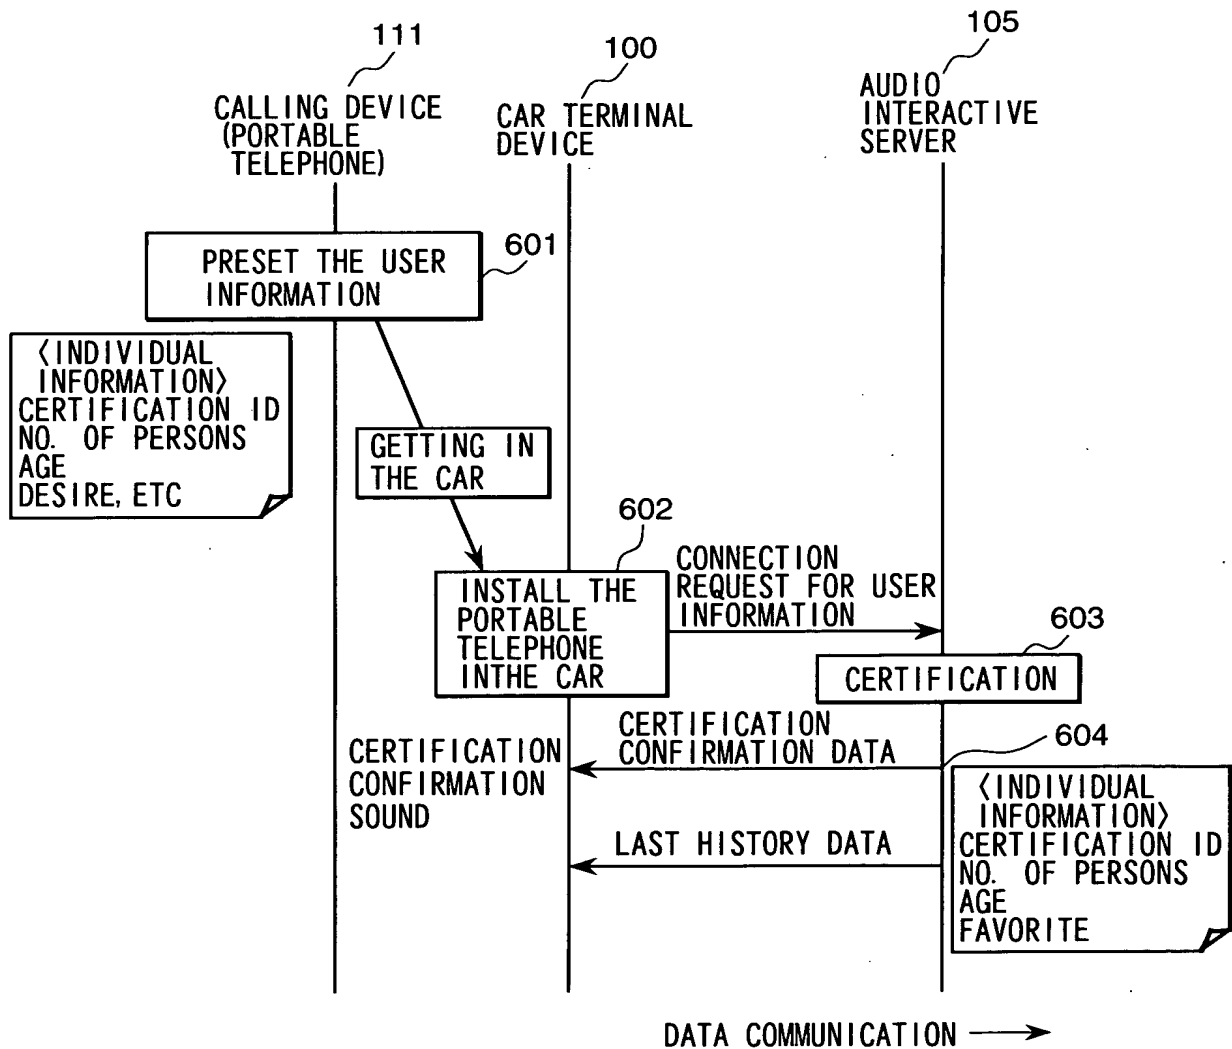 111
CALLING DEVICE
(PORTABLE
TELEPHONE)
100
CAR TERMINAL
DEVICE
105
AUDIO
INTERACTIVE
SERVER
PRESET THE USER
INFORMATION
601
<INDIVIDUAL
INFORMATION>
CERTIFICATION ID
NO. OF PERSONS
AGE
DESIRE, ETC
GETTING IN
THE CAR
602
INSTALL THE
PORTABLE
TELEPHONE
INTHE CAR
CONNECTION
REQUEST FOR USER
INFORMATION
603
CERTIFICATION
CERTIFICATION
CONFIRMATION DATA
604
CERTIFICATION
CONFIRMATION
SOUND
LAST HISTORY DATA
<INDIVIDUAL
INFORMATION>
CERTIFICATION ID
NO. OF PERSONS
AGE
FAVORITE
DATA COMMUNICATION